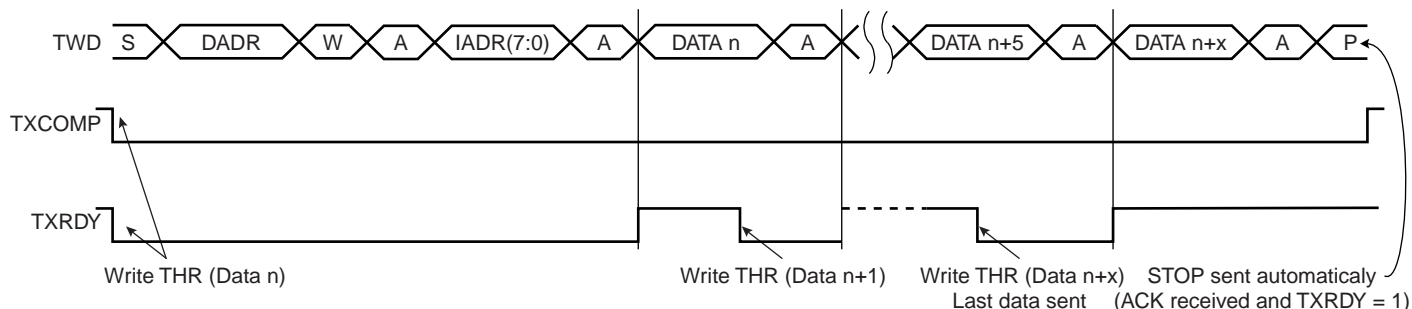 TWD S DADR W A IADR(7:0) A DATA n A DATA n+5 A DATA n+x A P
TXCOMP
TXRDY
Write THR (Data n) Write THR (Data n+1) Write THR (Data n+x) STOP sent automaticaly
Last data sent (ACK received and TXRDY = 1)